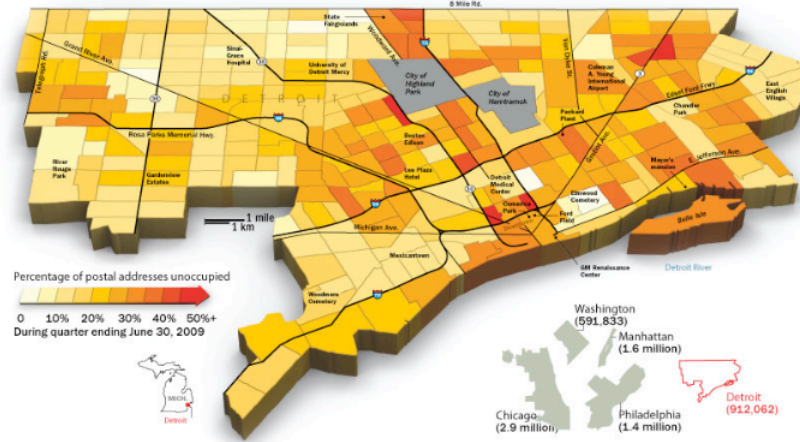 8 Mile Rd.
State
Fairgrounds
Woodward Ave.
Grand River Ave.
Telegraph Rd.
Sinai-
Grace
Hospital
University of
Detroit Mercy
City of
Highland
Park
City of
Hamtramck
Van Dyke St.
Coleman
A. Young
International
Airport
Edsel Ford Frwy.
East
English
Village
Chandler
Park
DETROIT
Rosa Parks Memorial Hwy.
Boston
Edison
Packard
Plant
Gratiot Ave.
River
Rouge
Park
Gardenview
Estates
Lee Plaza
Hotel
Detroit
Medical
Center
Mayor's
mansion
E. Jefferson Ave.
Elmwood
Cemetery
Comerica
Park
Ford
Field
Belle Isle
1 mile
1 km
Michigan Ave.
Mexicantown
GM Renaissance
Center
Detroit River
Woodmere
Cemetery
Percentage of postal addresses unoccupied
0 10% 20% 30% 40% 50%+
During quarter ending June 30, 2009
MICH.
Detroit
Washington
(591,833)
Manhattan
(1.6 million)
Chicago
(2.9 million)
Philadelphia
(1.4 million)
Detroit
(912,062)